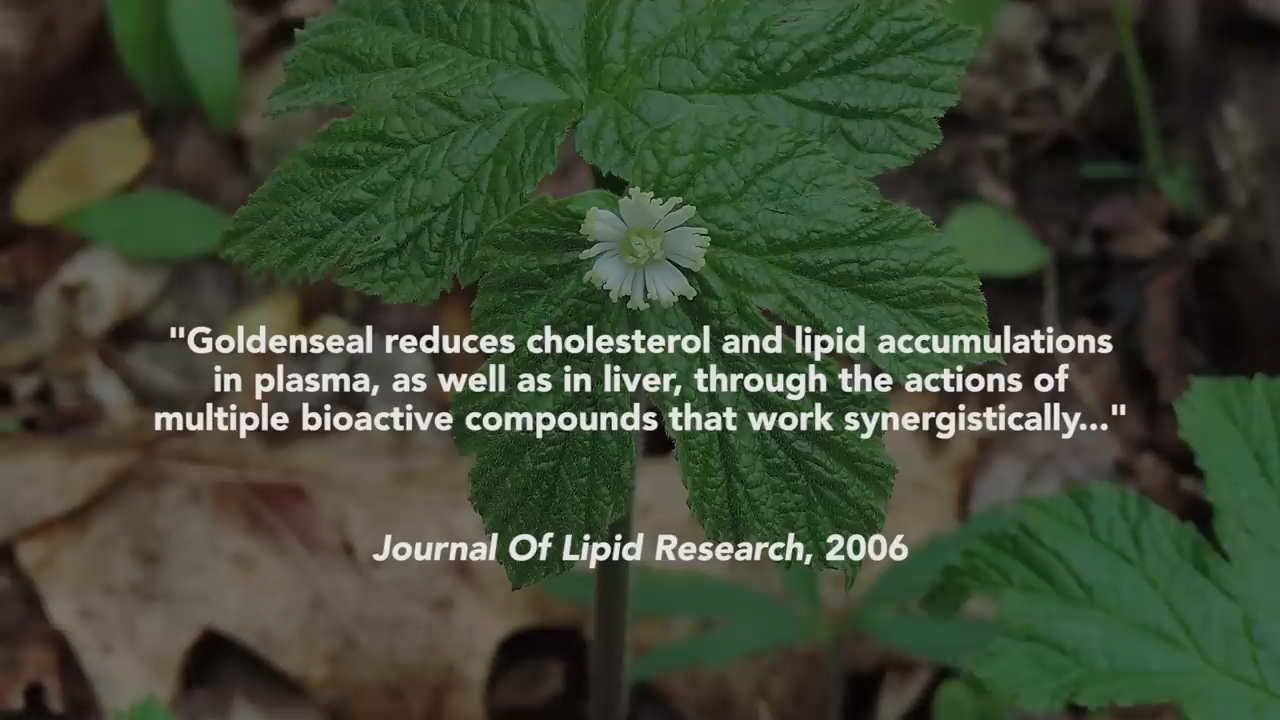 "Goldenseal reduces cholesterol and lipid accumulations
in plasma, as well as in liver, through the actions of
multiple bioactive compounds that work synergistically..."
Journal Of Lipid Research, 2006